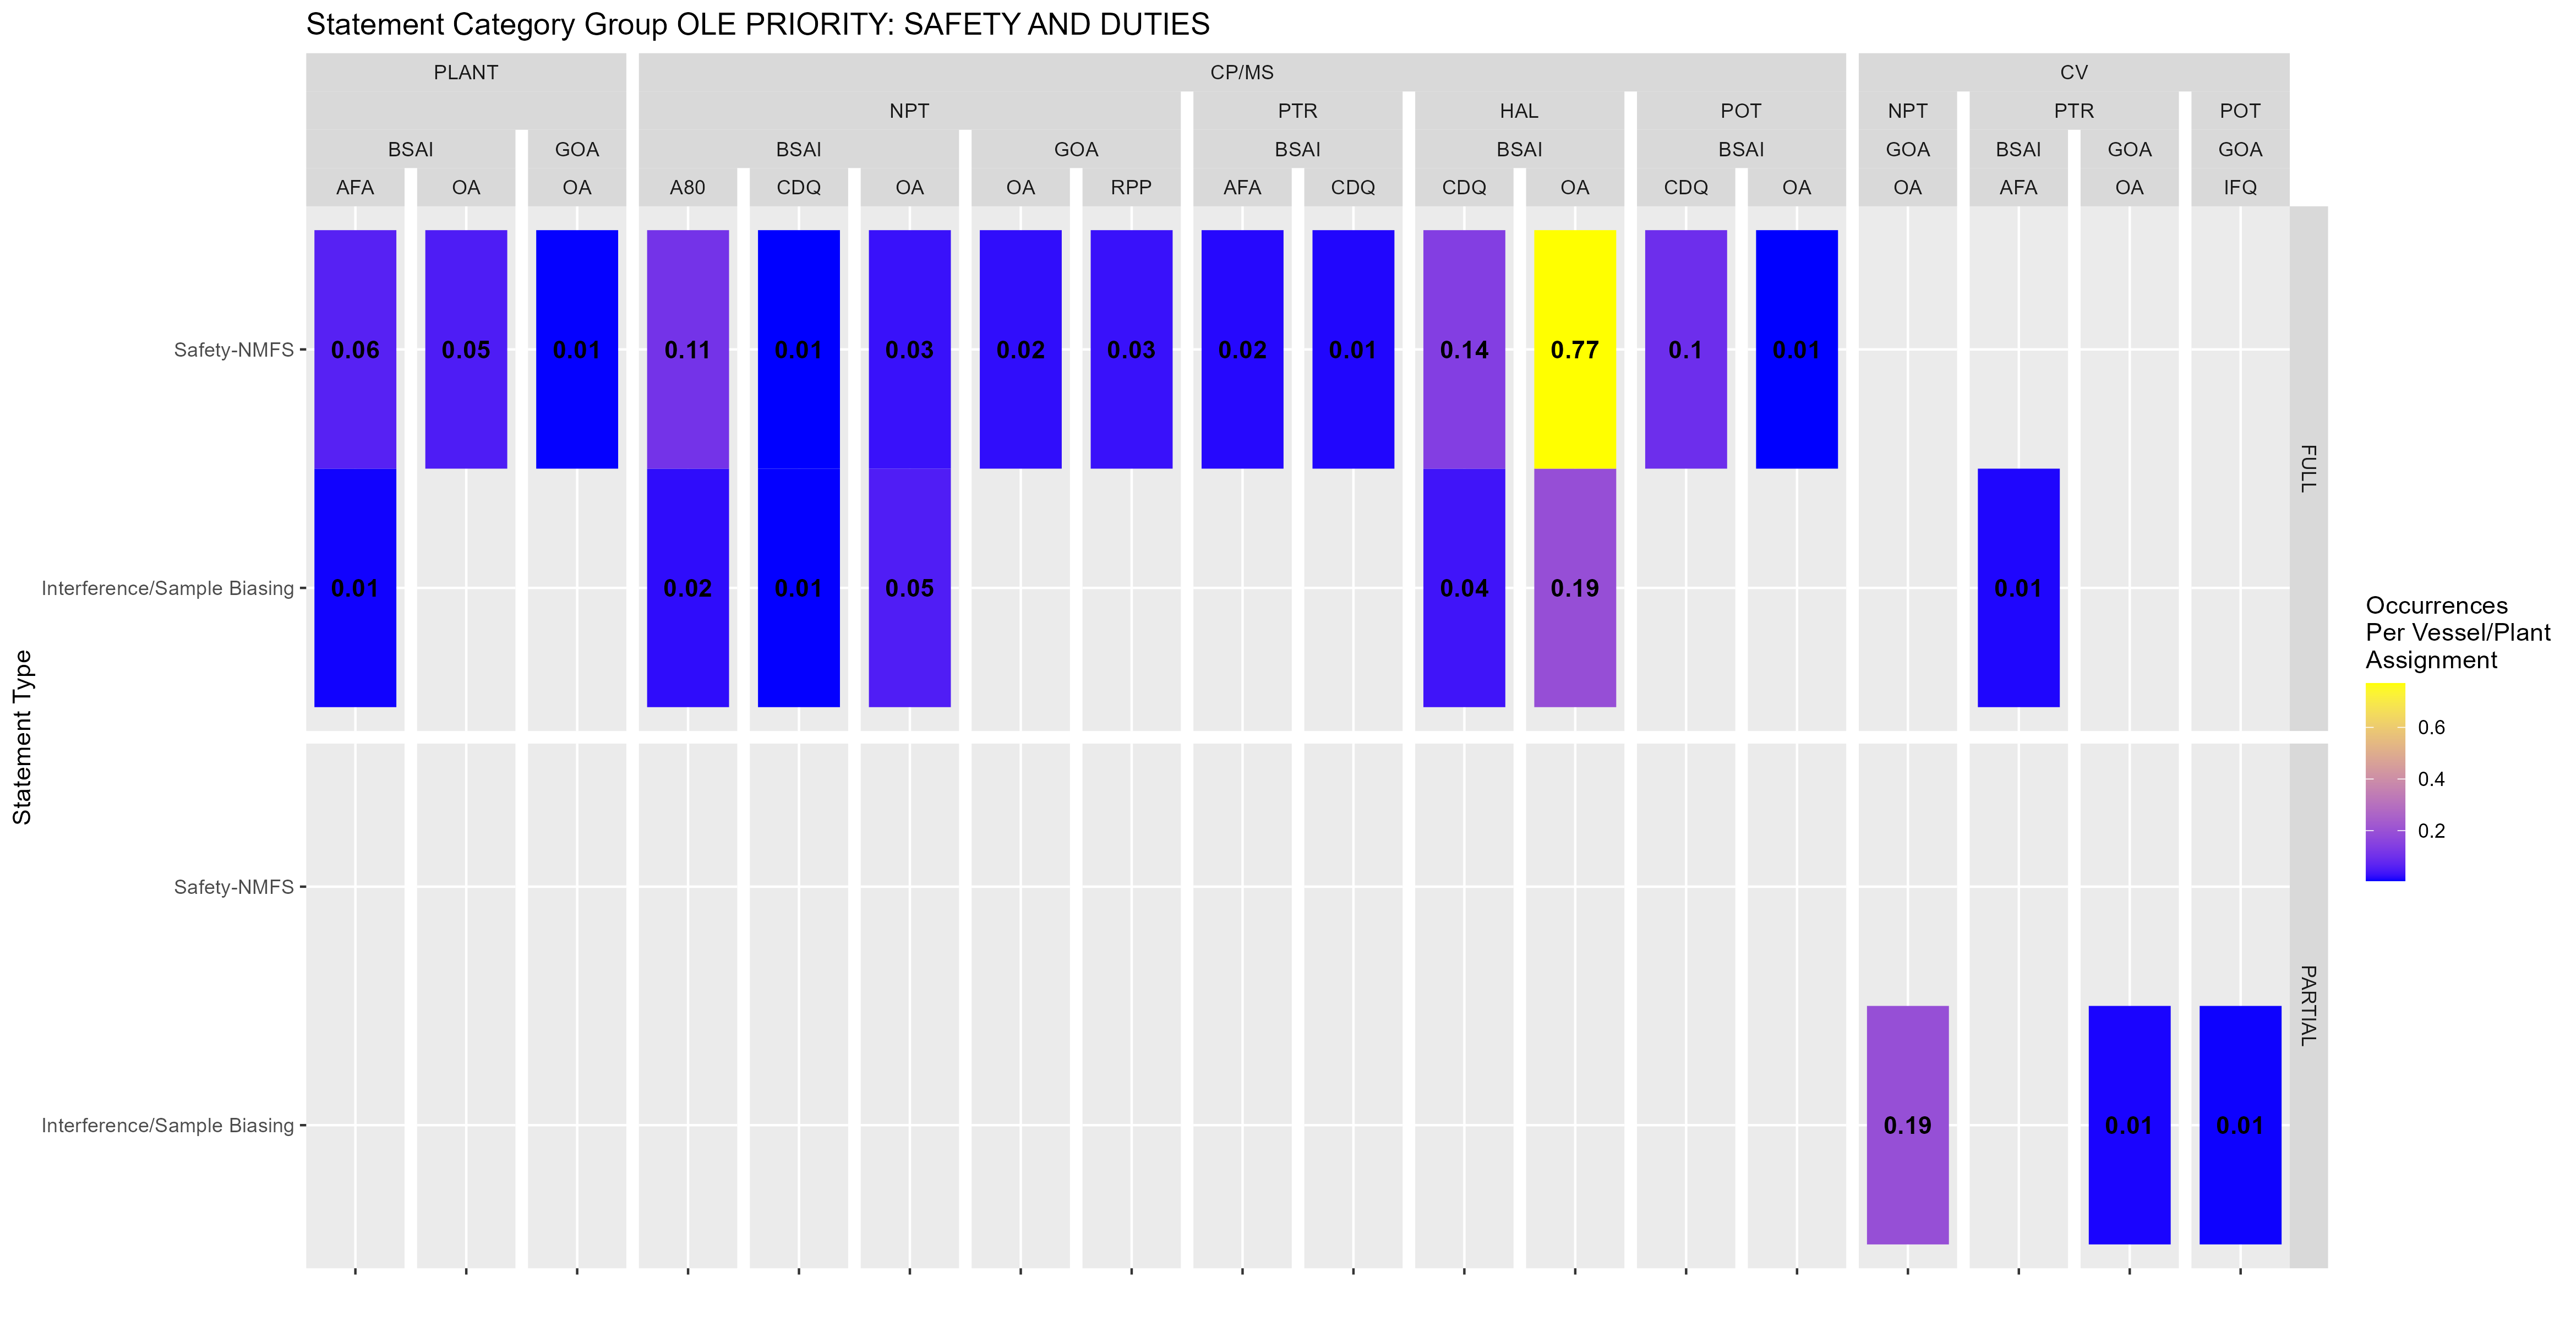 Statement Category Group OLE PRIORITY: SAFETY AND DUTIES
PLANT CP/MS CV
NPT PTR HAL POT NPT PTR POT
BSAI GOA BSAI GOA BSAI BSAI BSAI GOA BSAI GOA GOA
AFA OA OA A80 CDQ OA OA RPP AFA CDQ CDQ OA CDQ OA OA AFA OA IFQ
Safety-NMFS 0.06 0.05 0.01 0.11 0.01 0.03 0.02 0.03 0.02 0.01 0.14 0.77 0.1 0.01
FULL
Interference/Sample Biasing 0.01 0.02 0.01 0.05 0.04 0.19 0.01
Statement Type
Safety-NMFS
PARTIAL
Interference/Sample Biasing 0.19 0.01 0.01
Occurrences
Per Vessel/Plant
Assignment
0.6
0.4
0.2